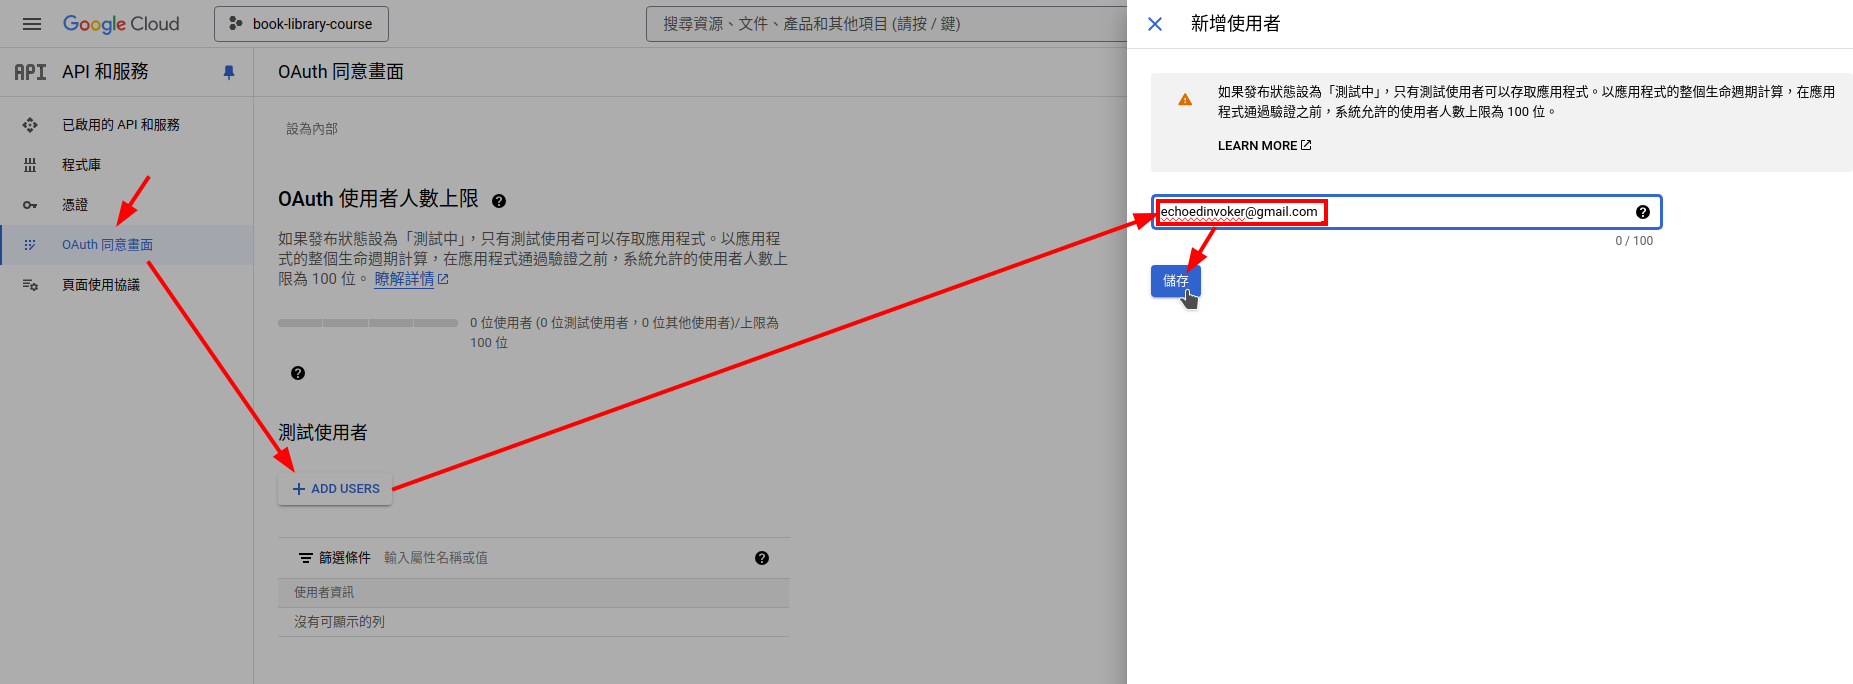 Google Cloud
book-library-course
搜尋資源、文件、產品和其他項目 (請按 / 鍵)
API
API 和服務
已啟用的 API 和服務
程式庫
憑證
OAuth 同意畫面
頁面使用協議
OAuth 同意畫面
設為內部
OAuth 使用者人數上限
如果發布狀態設為「測試中」，只有測試使用者可以存取應用程式。以應用程
式的整個生命週期計算，在應用程式通過驗證之前，系統允許的使用者人數上
限為 100 位。 瞭解詳情
0 位使用者 (0 位測試使用者，0 位其他使用者)/上限為
100 位
測試使用者
ADD USERS
篩選條件 輸入屬性名稱或值
使用者資訊
沒有可顯示的列
新增使用者
如果發布狀態設為「測試中」，只有測試使用者可以存取應用程式。以應用程式的整個生命週期計算，在應用
程式通過驗證之前，系統允許的使用者人數上限為 100 位。
LEARN MORE
echoedinvoker@gmail.com
0 / 100
儲存